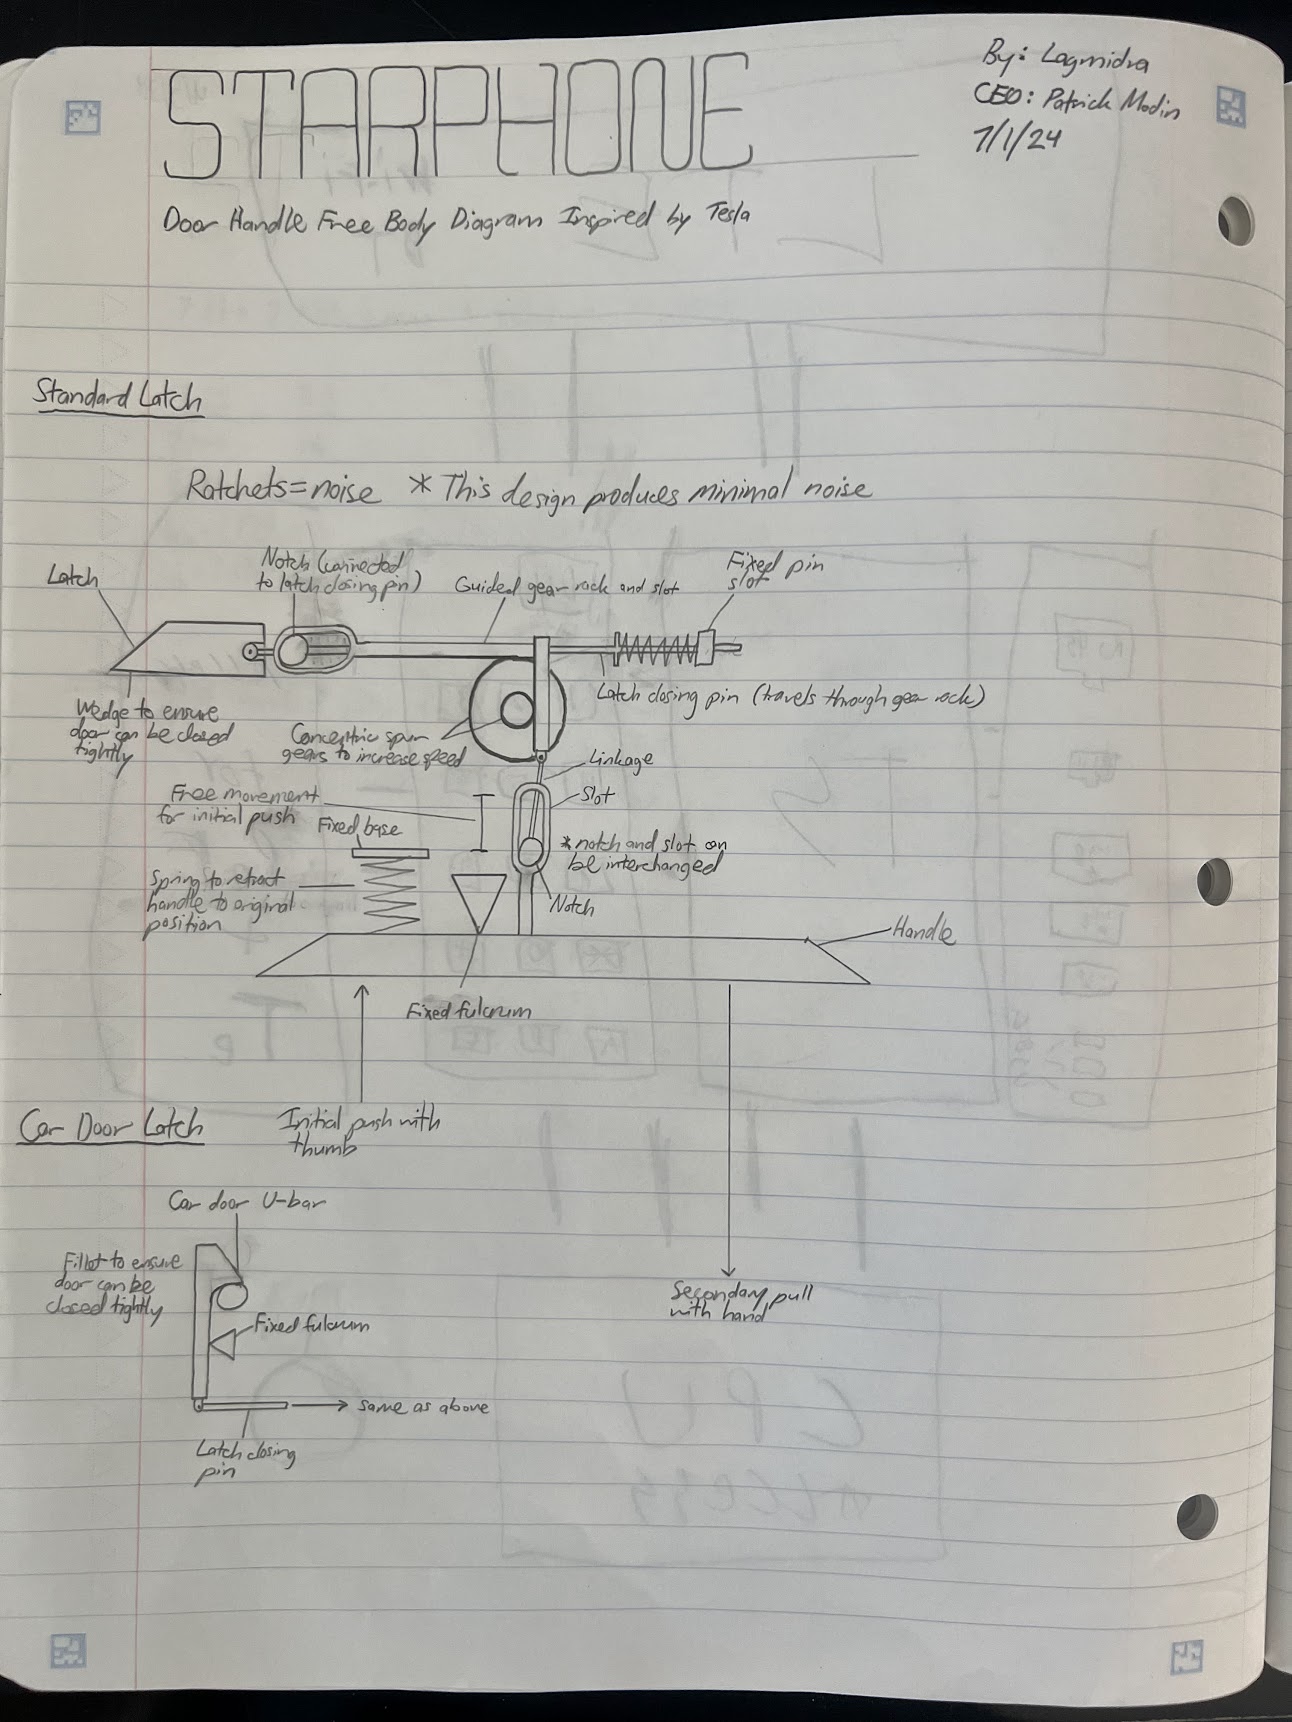 STARPHONE
By: Lagmidra
CEO: Patrick Modin
7/1/24
Door Handle Free Body Diagram Inspired by Tesla
Standard Latch
Ratchets=noise * This design produces minimal noise
Latch
Notch (connected
to latch closing pin)
Guided gear rack and slot
Fixed pin
slot
Wedge to ensure
door can be closed
tightly
Concentric spur
gears to increase speed
Latch closing pin (travels through gear rock)
Linkage
Free movement
for initial push
Slot
Fixed base
*notch and slot can
be interchanged
Spring to retract
handle to original
position
Notch
Handle
Fixed fulcrum
Initial push with
thumb
Car Door Latch
Car door U-bar
Fillet to ensure
door can be
closed tightly
Fixed fulcrum
Secondary pull
with hand
same as above
Latch closing
pin